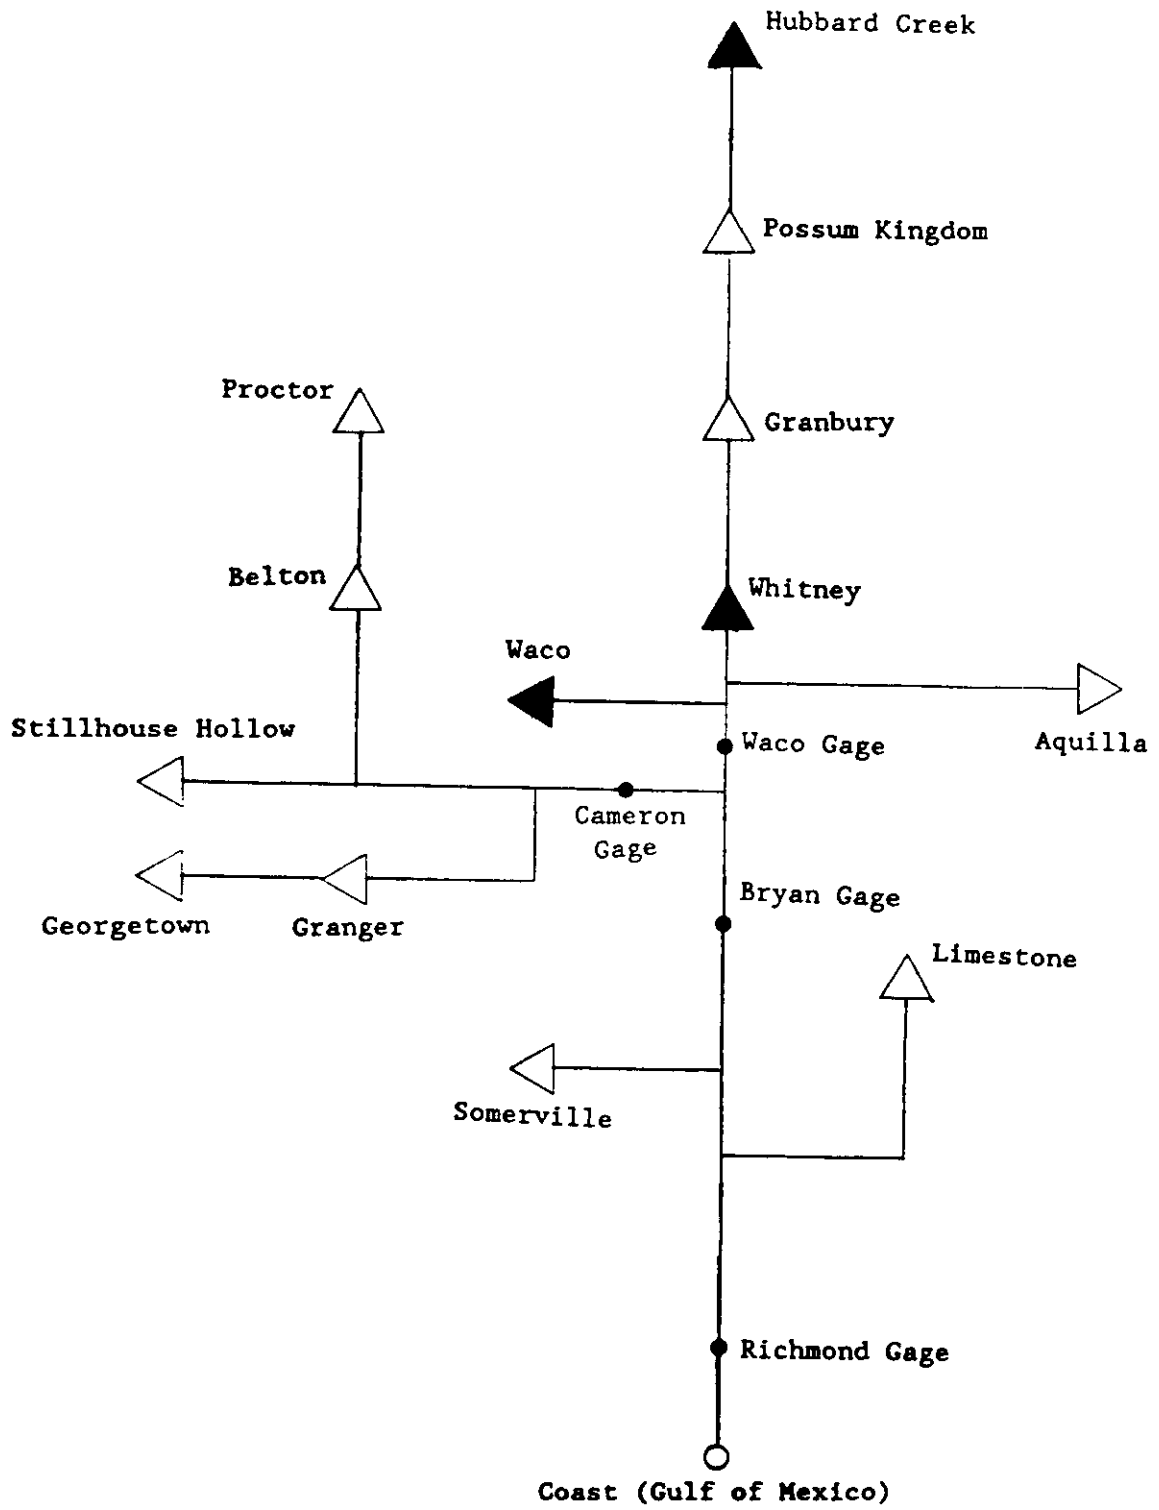 Hubbard Creek
Possum Kingdom
Proctor
Granbury
Belton
Whitney
Waco
Stillhouse Hollow
Waco Gage
Aquilla
Cameron
Gage
Bryan Gage
Georgetown
Granger
Limestone
Somerville
Richmond Gage
Coast (Gulf of Mexico)